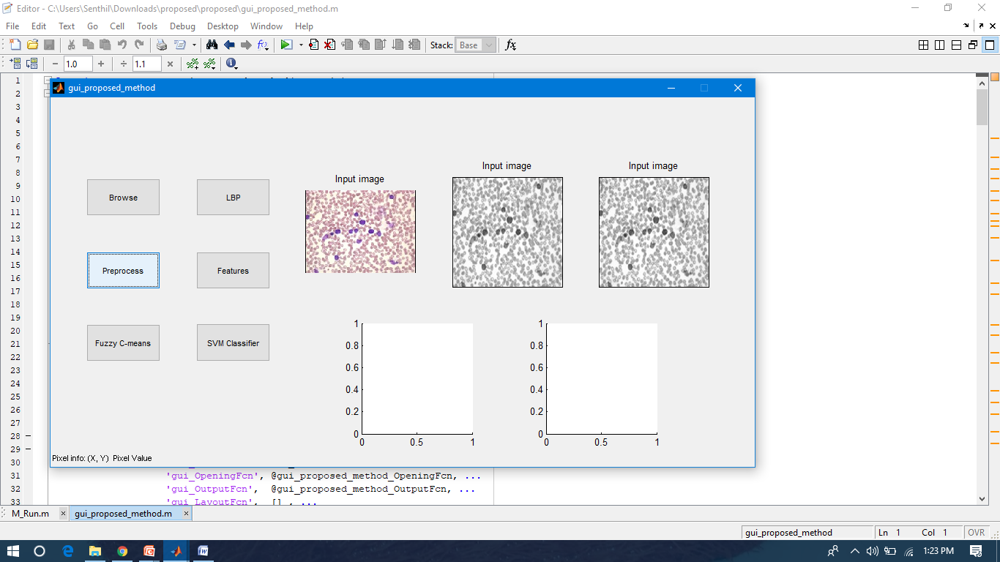 Editor - C:\Users\Senthil\Downloads\proposed\proposed\gui_proposed_method.m
File Edit Text Go Cell Tools Debug Desktop Window Help
Stack: Base fx
− 1.0 + ÷ 1.1 ×
1
2
3
4
5
6
7
8
9
10
11
12
13
14
15
16
17
18
19
20
21
22
23
24
25
26
27
28 –
29 –
30
31 'gui_OpeningFcn', @gui_proposed_method_OpeningFcn, ...
32 'gui_OutputFcn', @gui_proposed_method_OutputFcn, ...
33 'gui_LayoutFcn', [] , ...
gui_proposed_method
Browse LBP
Preprocess Features
Fuzzy C-means SVM Classifier
Input image
Input image
Input image
1
0.8
0.6
0.4
0.2
0
0 0.5 1
1
0.8
0.6
0.4
0.2
0
0 0.5 1
Pixel info: (X, Y) Pixel Value
M_Run.m × gui_proposed_method.m ×
gui_proposed_method Ln 1 Col 1 OVR
1:23 PM